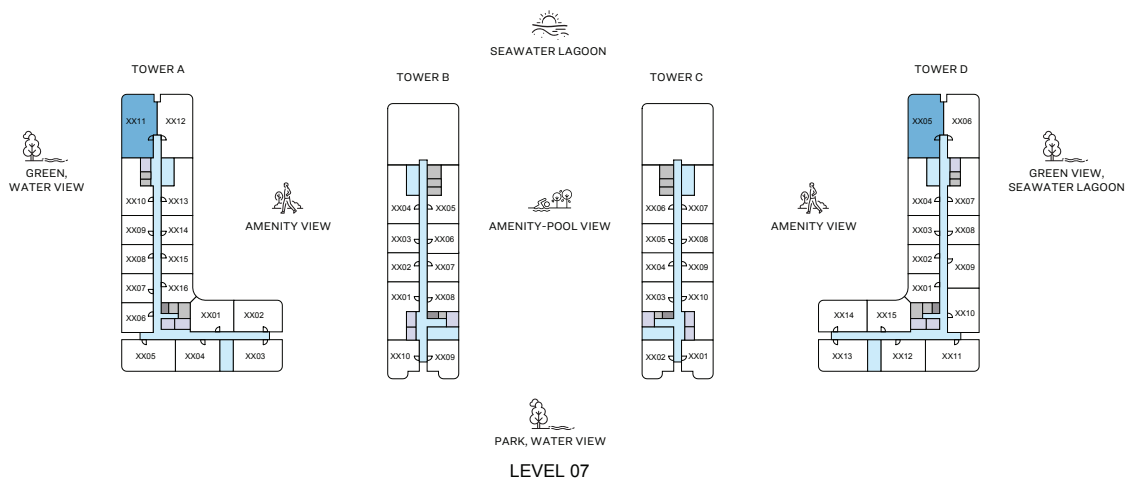 SEAWATER LAGOON
TOWER A
TOWER B
TOWER C
TOWER D
XX11
XX12
XX05
XX06
GREEN,
WATER VIEW
GREEN VIEW,
SEAWATER LAGOON
AMENITY VIEW
AMENITY-POOL VIEW
AMENITY VIEW
XX10
XX13
XX09
XX14
XX08
XX15
XX07
XX16
XX06
XX01
XX02
XX05
XX04
XX03
XX04
XX05
XX03
XX06
XX02
XX07
XX01
XX08
XX10
XX09
XX06
XX07
XX05
XX08
XX04
XX09
XX03
XX10
XX02
XX01
XX04
XX07
XX03
XX08
XX02
XX09
XX01
XX10
XX14
XX15
XX13
XX12
XX11
PARK, WATER VIEW
LEVEL 07